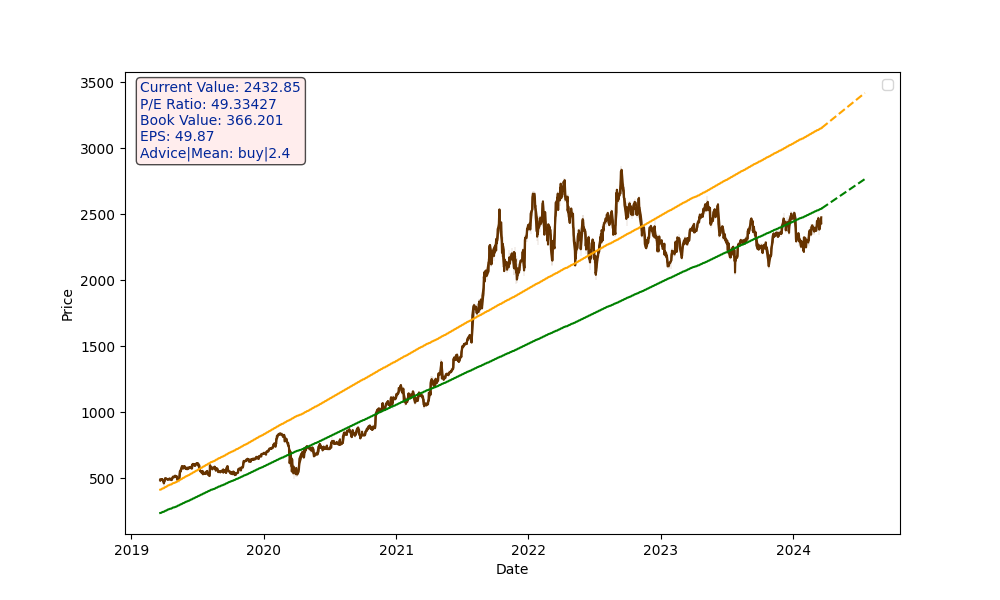 3500
3000
2500
2000
1500
1000
500
Price
Current Value: 2432.85
P/E Ratio: 49.33427
Book Value: 366.201
EPS: 49.87
Advice|Mean: buy|2.4
2019 2020 2021 2022 2023 2024
Date